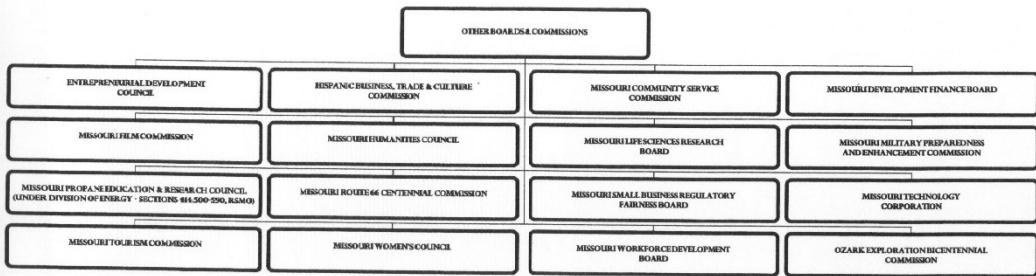 OTHER BOARDS & COMMISSIONS
ENTREPRENEURIAL DEVELOPMENT
COUNCIL
HISPANIC BUSINESS, TRADE & CULTURE
COMMISSION
MISSOURI COMMUNITY SERVICE
COMMISSION
MISSOURI DEVELOPMENT FINANCE BOARD
MISSOURI FILM COMMISSION
MISSOURI HUMANITIES COUNCIL
MISSOURI LIFE SCIENCES RESEARCH
BOARD
MISSOURI MILITARY PREPAREDNESS
AND ENHANCEMENT COMMISSION
MISSOURI PROPANE EDUCATION & RESEARCH COUNCIL
(UNDER DIVISION OF ENERGY - SECTIONS 414.500-590, RSMO)
MISSOURI ROUTE 66 CENTENNIAL COMMISSION
MISSOURI SMALL BUSINESS REGULATORY
FAIRNESS BOARD
MISSOURI TECHNOLOGY
CORPORATION
MISSOURI TOURISM COMMISSION
MISSOURI WOMEN'S COUNCIL
MISSOURI WORKFORCE DEVELOPMENT
BOARD
OZARK EXPLORATION BICENTENNIAL
COMMISSION